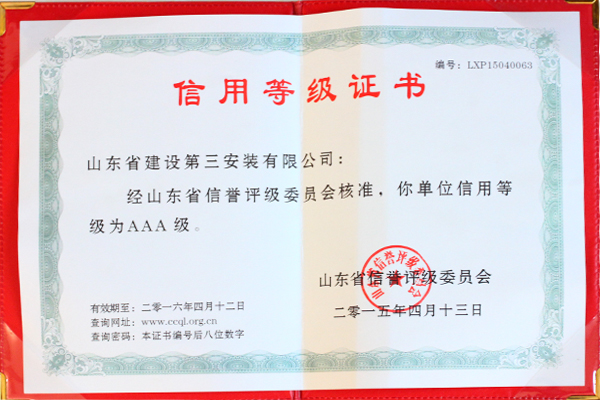 编号：LXP15040063
信用等级证书
山东省建设第三安装有限公司：
经山东省信誉评级委员会核准，你单位信用等
级为AAA 级。
山东省信誉评级委员会
二零一五年四月十三日
有效期至：二零一六年四月十二日
查询网址：www.ccql.org.cn
查询密码：本证书编号后八位数字